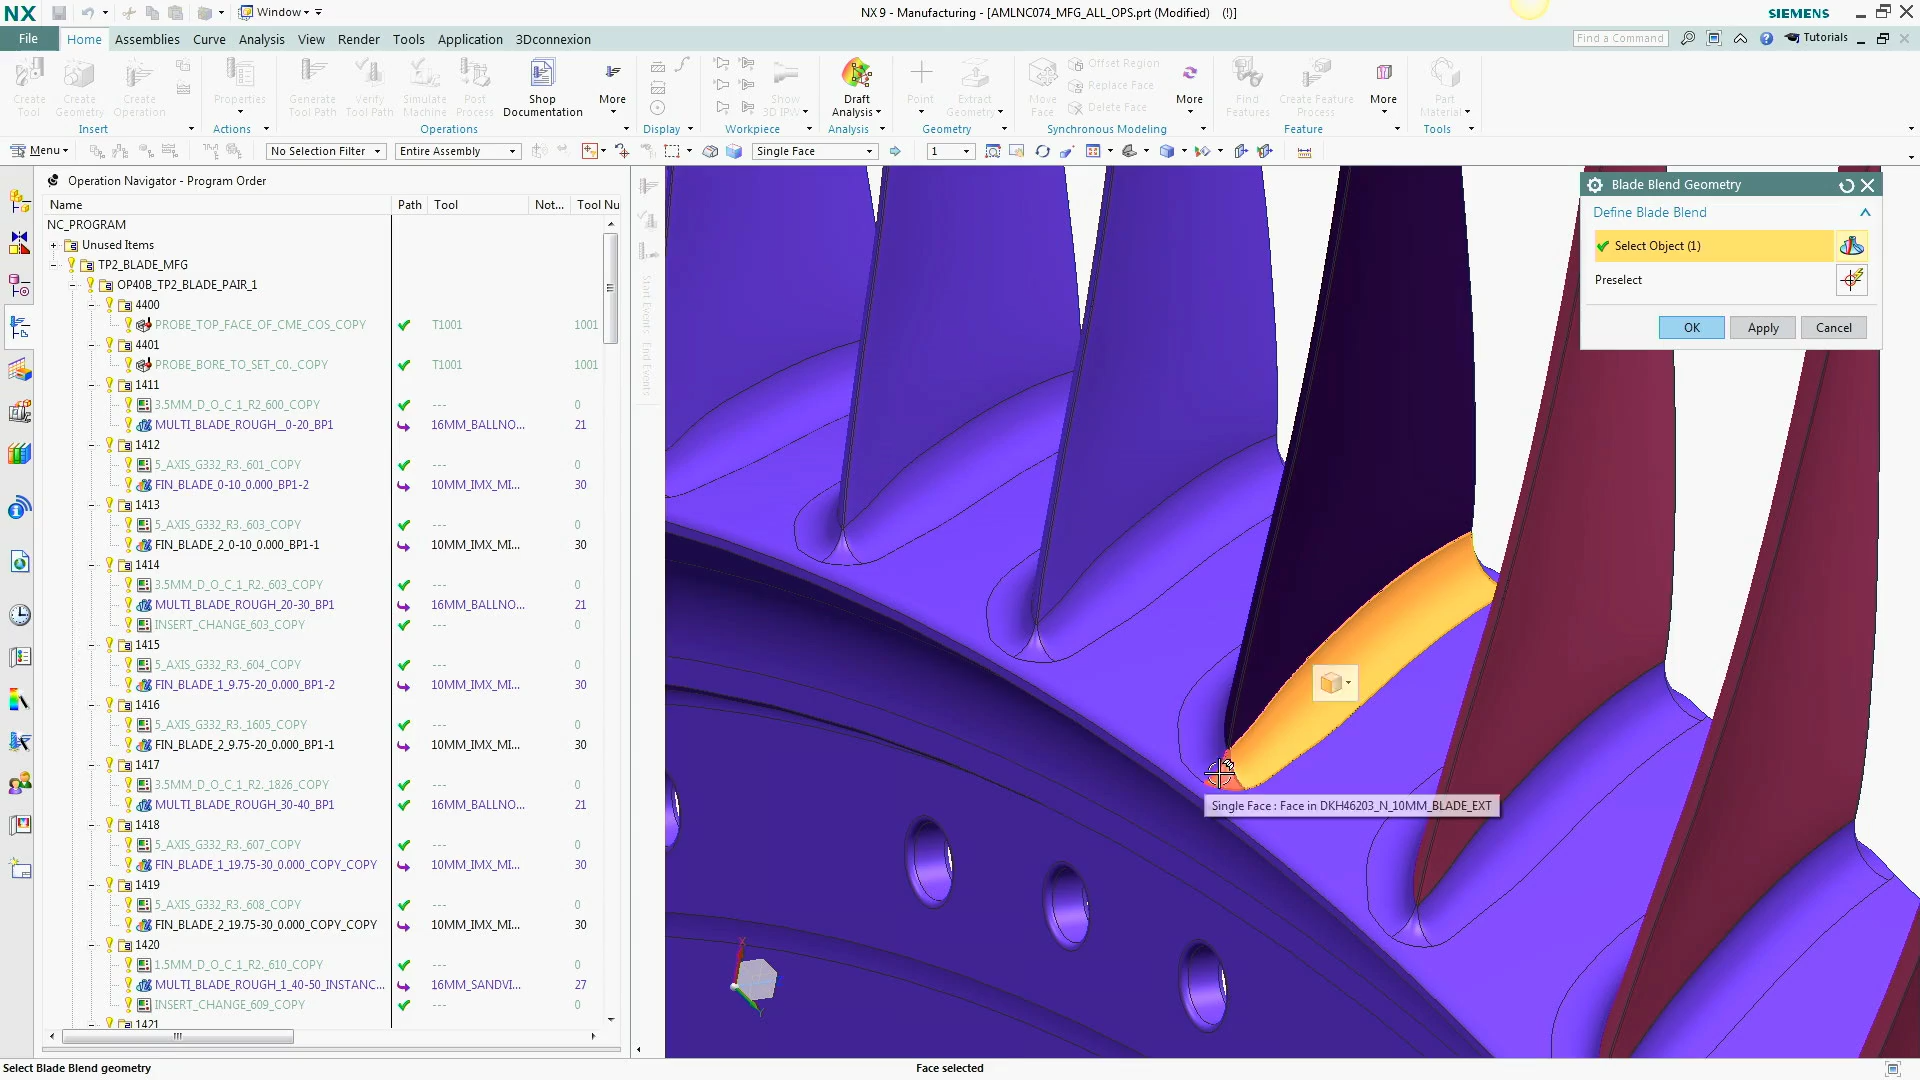 NX
Window
NX 9 - Manufacturing - [AMLNC074_MFG_ALL_OPS.prt (Modified)   (!)]
SIEMENS
File Home Assemblies Curve Analysis View Render Tools Application 3Dconnexion
Find a Command
Tutorials
Create Tool
Create Geometry
Create Operation
Properties
Generate Tool Path
Verify Tool Path
Simulate Machine
Post Process
Shop Documentation
More
Show 3D IPW
Draft Analysis
Point
Extract Geometry
Move Face
Offset Region
Replace Face
Delete Face
More
Find Features
Create Feature Process
More
Part Material
Insert Actions Operations Display Workpiece Analysis Geometry Synchronous Modeling Feature Tools
Menu No Selection Filter Entire Assembly Single Face 1
Operation Navigator - Program Order
Name Path Tool Not... Tool Nu
NC_PROGRAM
Unused Items
TP2_BLADE_MFG
OP40B_TP2_BLADE_PAIR_1
4400
PROBE_TOP_FACE_OF_CME_COS_COPY T1001 1001
4401
PROBE_BORE_TO_SET_C0._COPY T1001 1001
1411
3.5MM_D_O_C_1_R2_600_COPY --- 0
MULTI_BLADE_ROUGH__0-20_BP1 16MM_BALLNO... 21
1412
5_AXIS_G332_R3._601_COPY --- 0
FIN_BLADE_0-10_0.000_BP1-2 10MM_IMX_MI... 30
1413
5_AXIS_G332_R3._603_COPY --- 0
FIN_BLADE_2_0-10_0.000_BP1-1 10MM_IMX_MI... 30
1414
3.5MM_D_O_C_1_R2._603_COPY --- 0
MULTI_BLADE_ROUGH_20-30_BP1 16MM_BALLNO... 21
INSERT_CHANGE_603_COPY --- 0
1415
5_AXIS_G332_R3._604_COPY --- 0
FIN_BLADE_1_9.75-20_0.000_BP1-2 10MM_IMX_MI... 30
1416
5_AXIS_G332_R3._1605_COPY --- 0
FIN_BLADE_2_9.75-20_0.000_BP1-1 10MM_IMX_MI... 30
1417
3.5MM_D_O_C_1_R2._1826_COPY --- 0
MULTI_BLADE_ROUGH_30-40_BP1 16MM_BALLNO... 21
1418
5_AXIS_G332_R3._607_COPY --- 0
FIN_BLADE_1_19.75-30_0.000_COPY_COPY 10MM_IMX_MI... 30
1419
5_AXIS_G332_R3._608_COPY --- 0
FIN_BLADE_2_19.75-30_0.000_COPY_COPY 10MM_IMX_MI... 30
1420
1.5MM_D_O_C_1_R2._610_COPY --- 0
MULTI_BLADE_ROUGH_1_40-50_INSTANC... 16MM_SANDVI... 27
INSERT_CHANGE_609_COPY --- 0
1421
Start Events
End Events
Blade Blend Geometry
Define Blade Blend
Select Object (1)
Preselect
OK Apply Cancel
Single Face : Face in DKH46203_N_10MM_BLADE_EXT
X
Y
Select Blade Blend geometry
Face selected